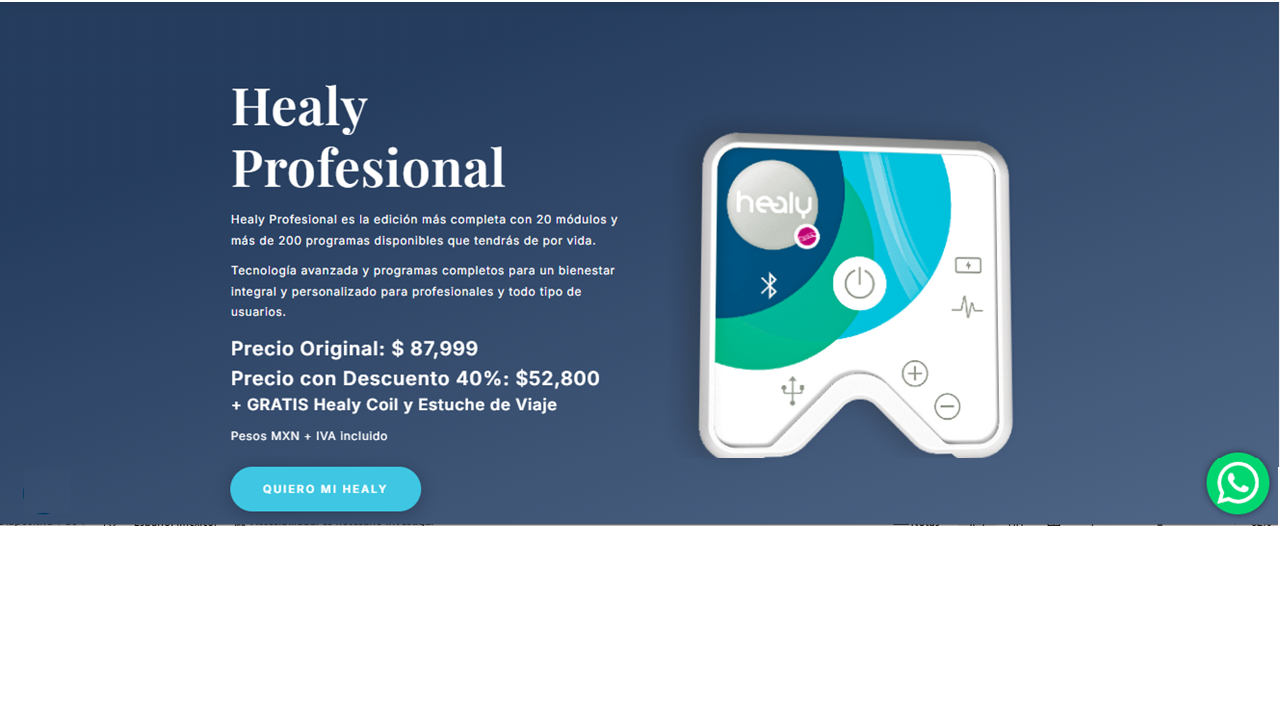 Healy
Profesional
Healy Profesional es la edición más completa con 20 módulos y
más de 200 programas disponibles que tendrás de por vida.
Tecnología avanzada y programas completos para un bienestar
integral y personalizado para profesionales y todo tipo de
usuarios.
Precio Original: $ 87,999
Precio con Descuento 40%: $52,800
+ GRATIS Healy Coil y Estuche de Viaje
Pesos MXN + IVA incluido
QUIERO MI HEALY
healy